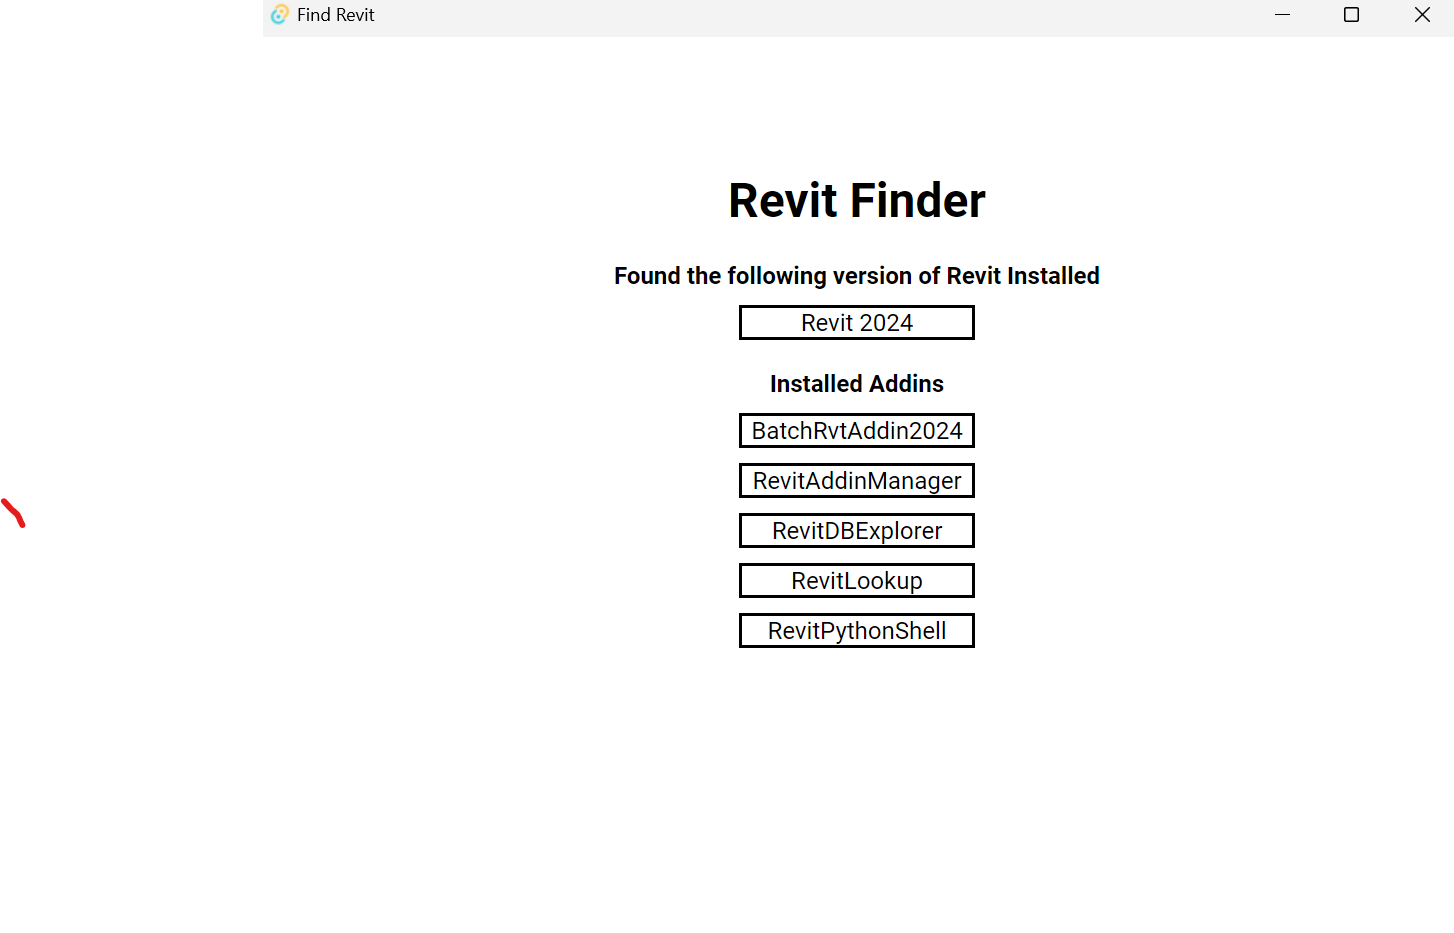 Find Revit
Revit Finder
Found the following version of Revit Installed
Revit 2024
Installed Addins
BatchRvtAddin2024
RevitAddinManager
RevitDBExplorer
RevitLookup
RevitPythonShell